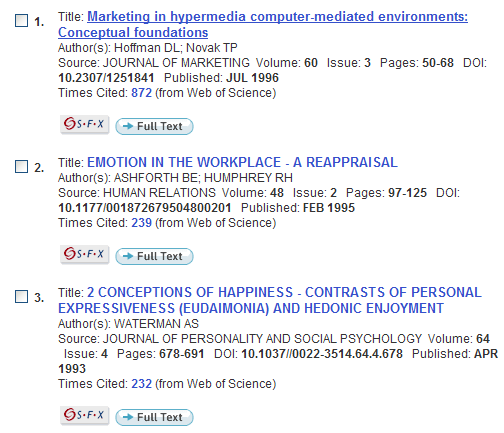 1. Title: Marketing in hypermedia computer-mediated environments:
Conceptual foundations
Author(s): Hoffman DL; Novak TP
Source: JOURNAL OF MARKETING Volume: 60 Issue: 3 Pages: 50-68 DOI:
10.2307/1251841 Published: JUL 1996
Times Cited: 872 (from Web of Science)
S·F·X Full Text
2. Title: EMOTION IN THE WORKPLACE - A REAPPRAISAL
Author(s): ASHFORTH BE; HUMPHREY RH
Source: HUMAN RELATIONS Volume: 48 Issue: 2 Pages: 97-125 DOI:
10.1177/001872679504800201 Published: FEB 1995
Times Cited: 239 (from Web of Science)
S·F·X Full Text
3. Title: 2 CONCEPTIONS OF HAPPINESS - CONTRASTS OF PERSONAL
EXPRESSIVENESS (EUDAIMONIA) AND HEDONIC ENJOYMENT
Author(s): WATERMAN AS
Source: JOURNAL OF PERSONALITY AND SOCIAL PSYCHOLOGY Volume: 64
Issue: 4 Pages: 678-691 DOI: 10.1037//0022-3514.64.4.678 Published: APR
1993
Times Cited: 232 (from Web of Science)
S·F·X Full Text